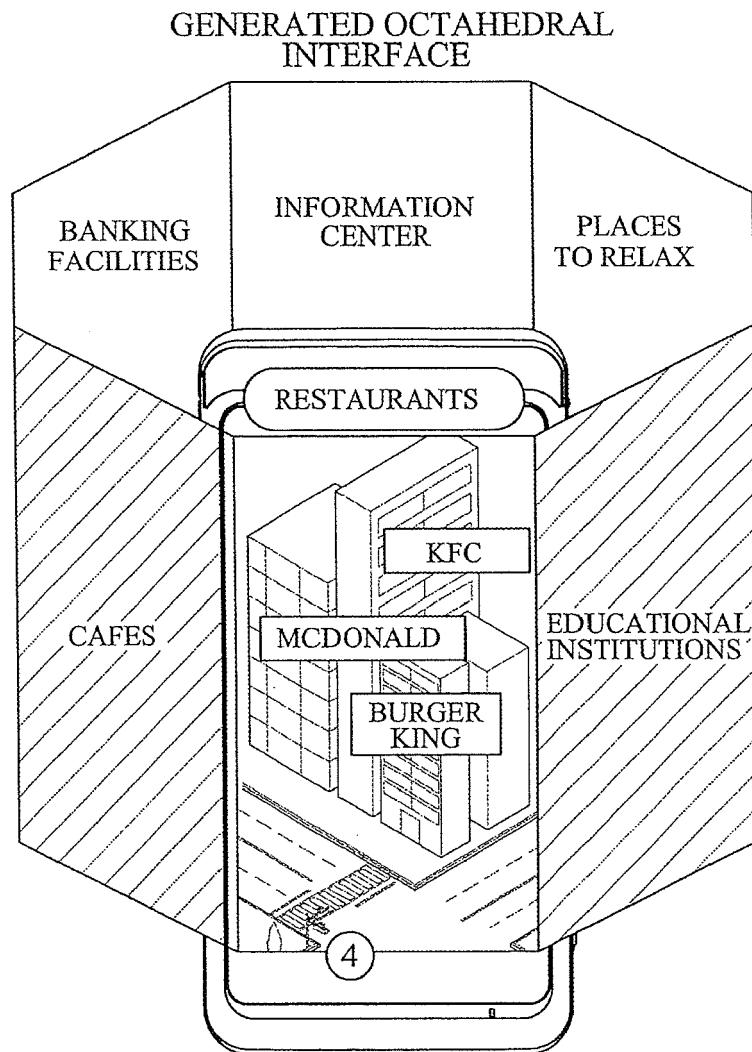 GENERATED OCTAHEDRAL
INTERFACE
BANKING
FACILITIES
INFORMATION
CENTER
PLACES
TO RELAX
RESTAURANTS
KFC
CAFES
MCDONALD
EDUCATIONAL
INSTITUTIONS
BURGER
KING
4